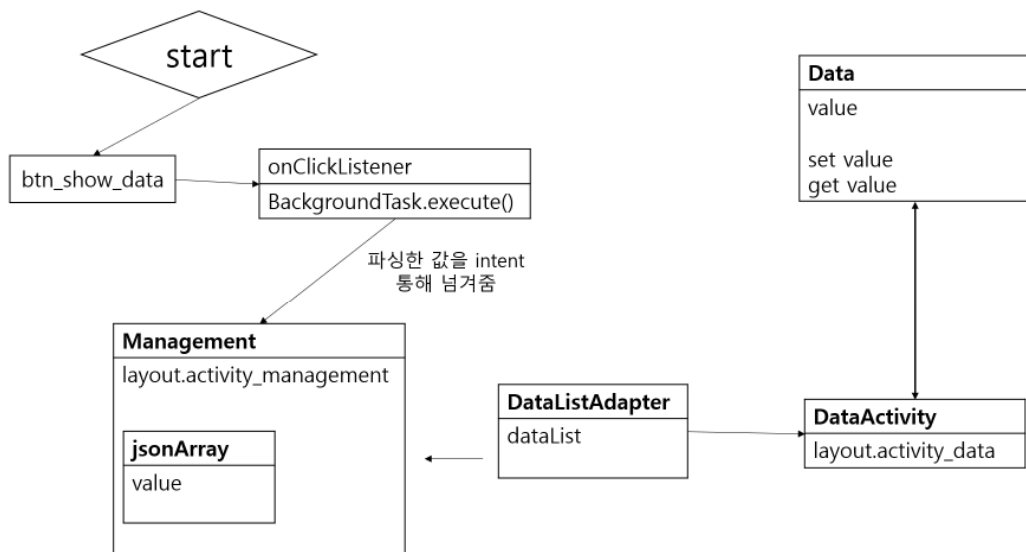 start
btn_show_data
onClickListener
BackgroundTask.execute()
파싱한 값을 intent
통해 넘겨줌
Management
layout.activity_management
jsonArray
value
DataListAdapter
dataList
Data
value
set value
get value
DataActivity
layout.activity_data